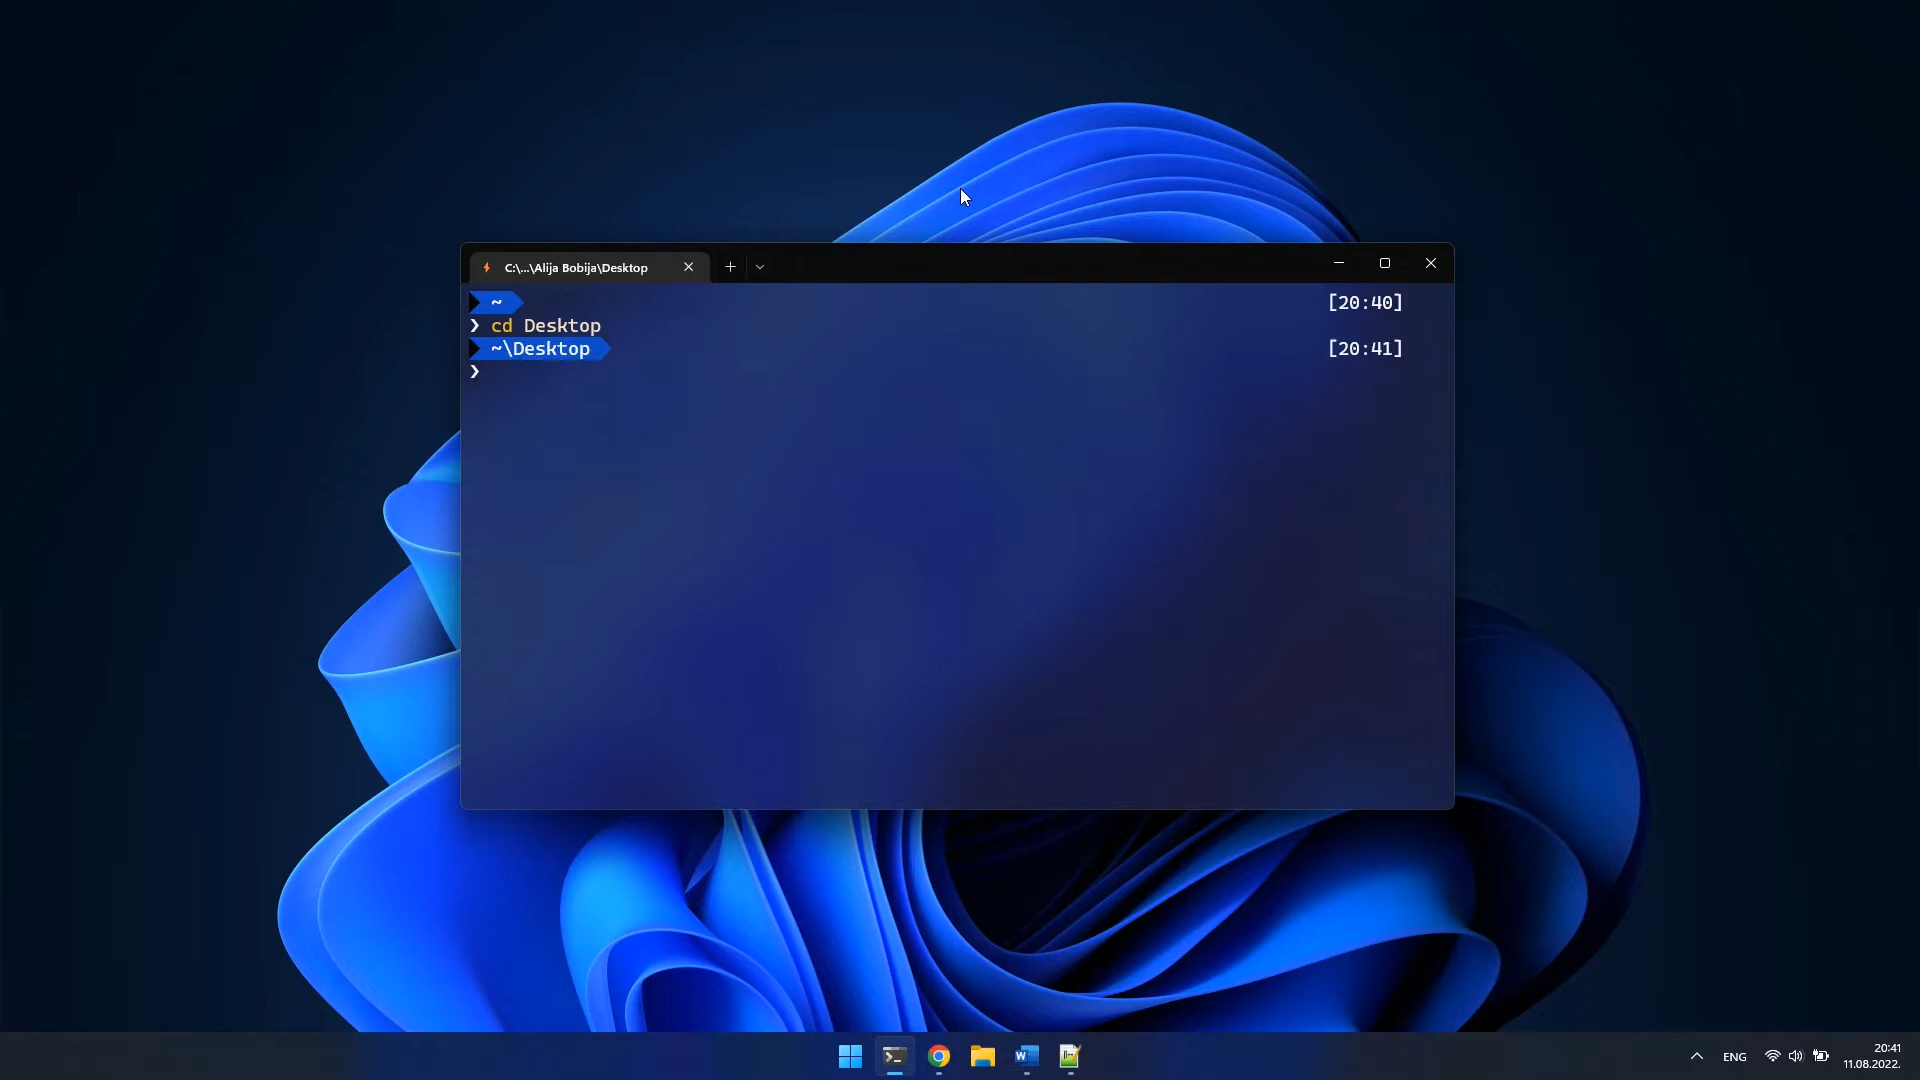 C:\...\Alija Bobija\Desktop
~ [20:40]
❯ cd Desktop
~\Desktop [20:41]
❯
ENG
20:41
11.08.2022.